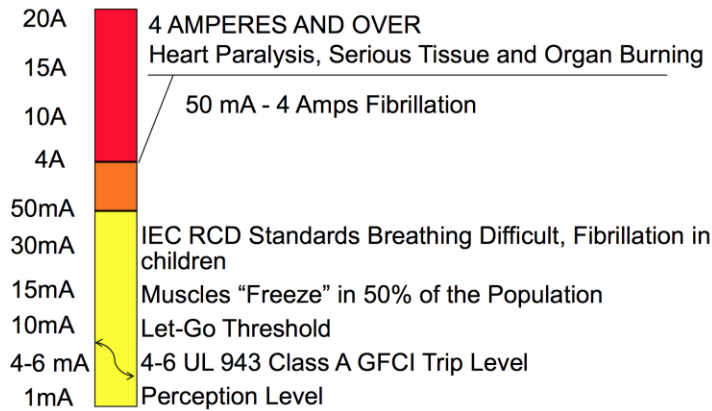 20A
4 AMPERES AND OVER
Heart Paralysis, Serious Tissue and Organ Burning
15A
50 mA - 4 Amps Fibrillation
10A
4A
50mA
IEC RCD Standards Breathing Difficult, Fibrillation in
children
30mA
15mA
Muscles “Freeze” in 50% of the Population
10mA
Let-Go Threshold
4-6 mA
4-6 UL 943 Class A GFCI Trip Level
1mA
Perception Level